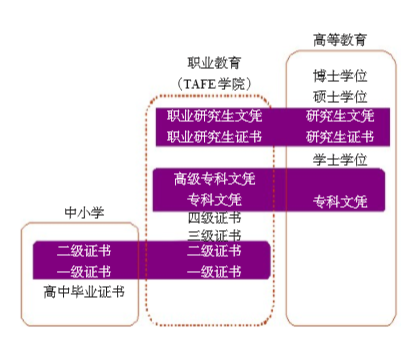 高等教育
博士学位
硕士学位
研究生文凭
研究生证书
学士学位
专科文凭
职业教育
（TAFE 学院）
职业研究生文凭
职业研究生证书
高级专科文凭
专科文凭
四级证书
三级证书
二级证书
一级证书
中小学
二级证书
一级证书
高中毕业证书